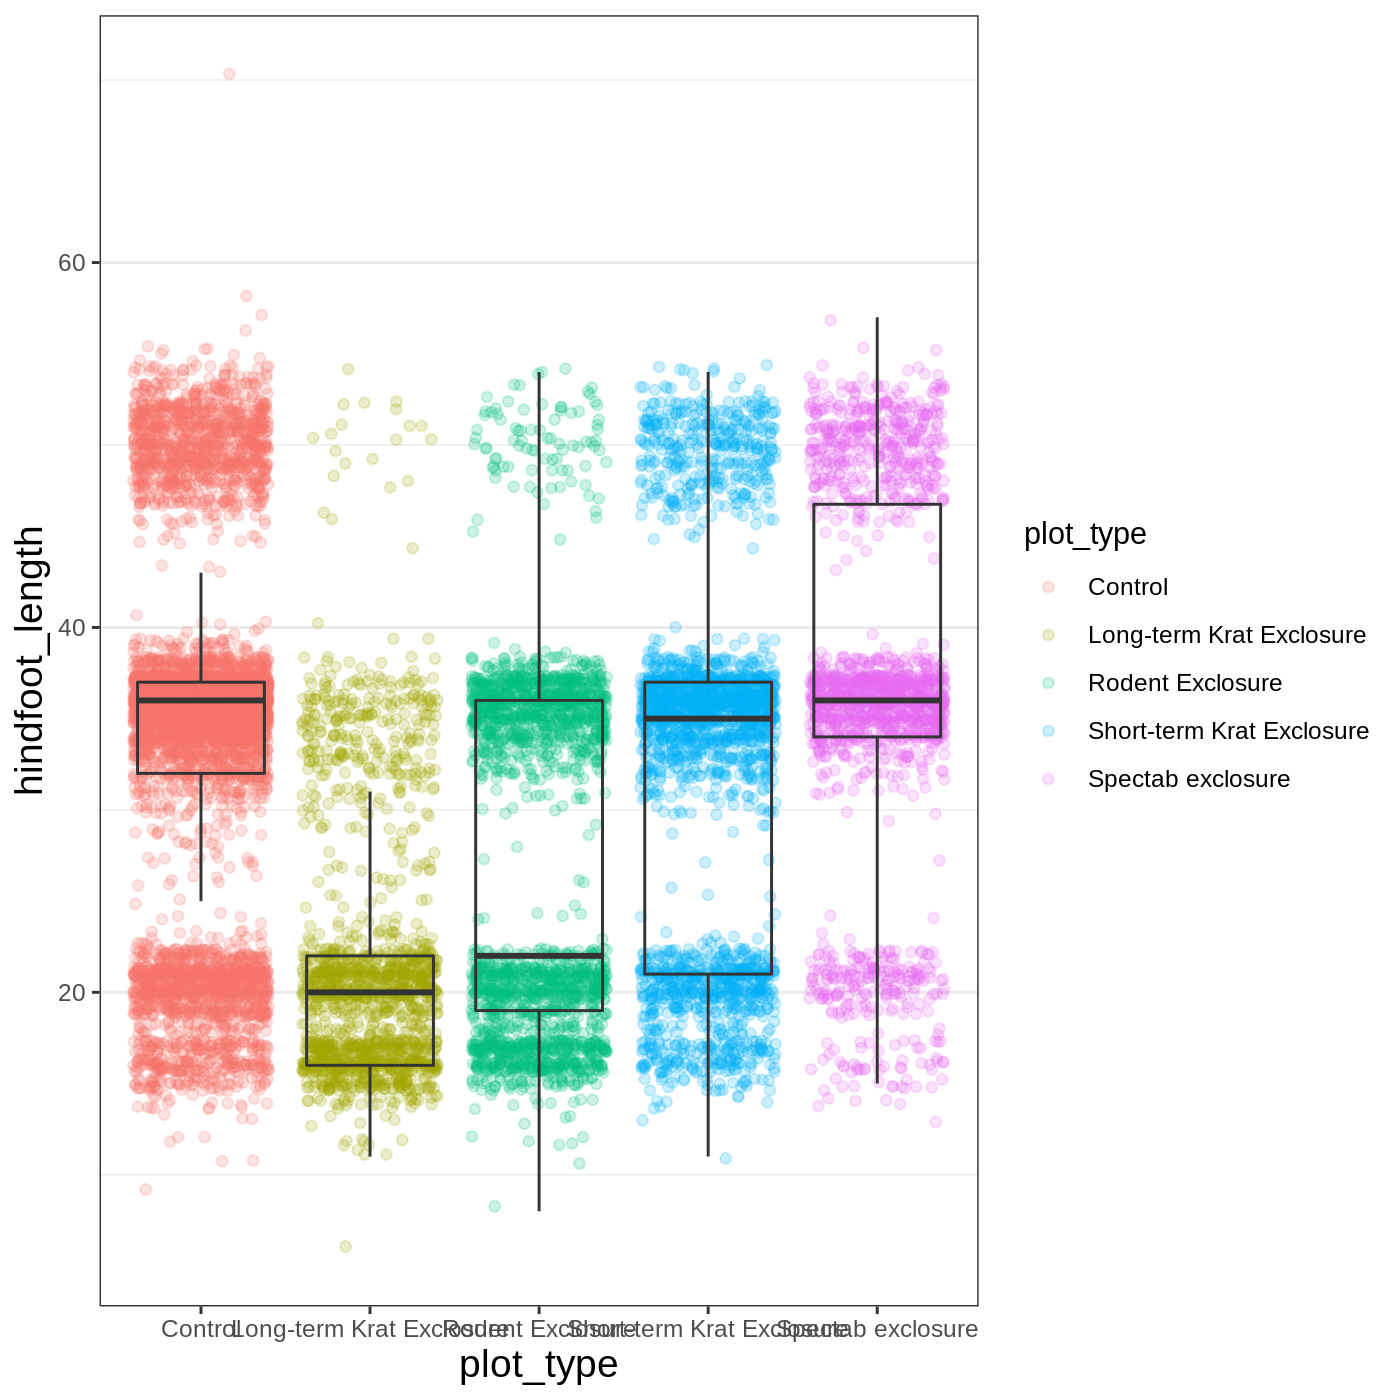 hindfoot_length
60
40
20
Control
Long-term Krat Exclosure
Rodent Exclosure
Short-term Krat Exclosure
Spectab exclosure
plot_type
plot_type
Control
Long-term Krat Exclosure
Rodent Exclosure
Short-term Krat Exclosure
Spectab exclosure